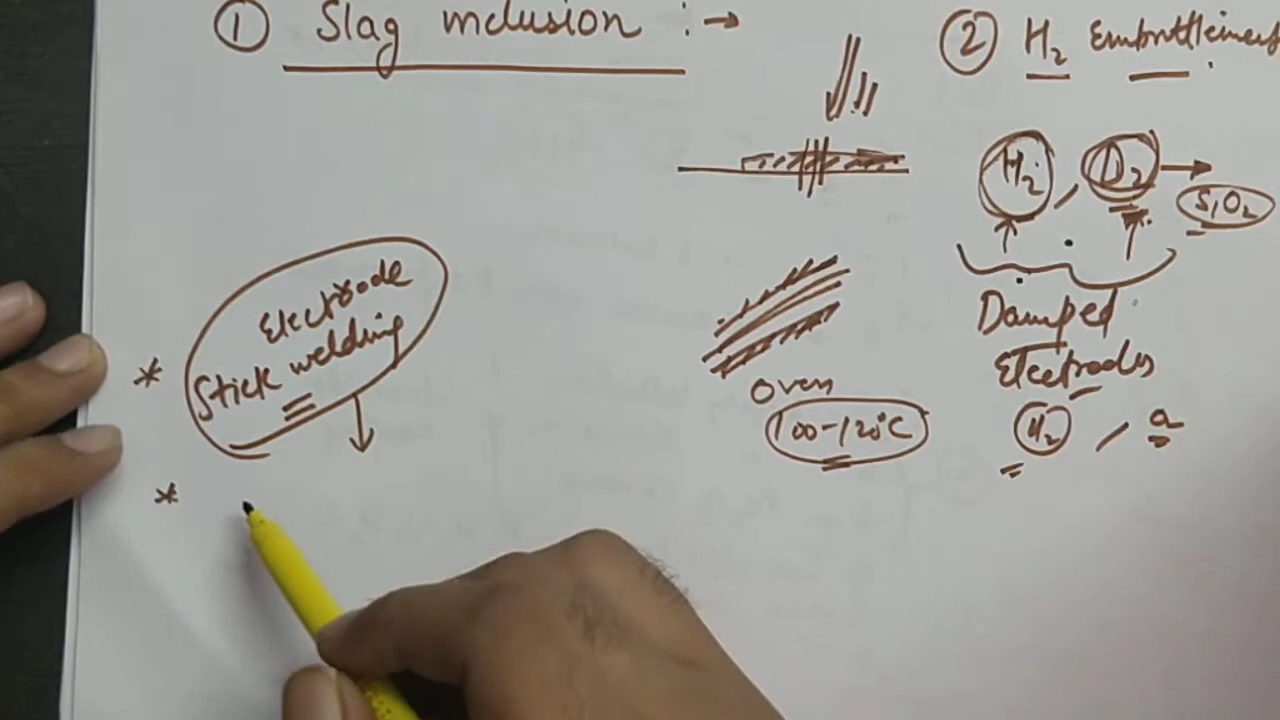 ① Slag inclusion :→
② H₂ Embrittlement
H₂ / O₂ →
SiO₂
* Electrode
Stick welding
Oven
100-120°C
Damped
Electrodes
H₂ /
*